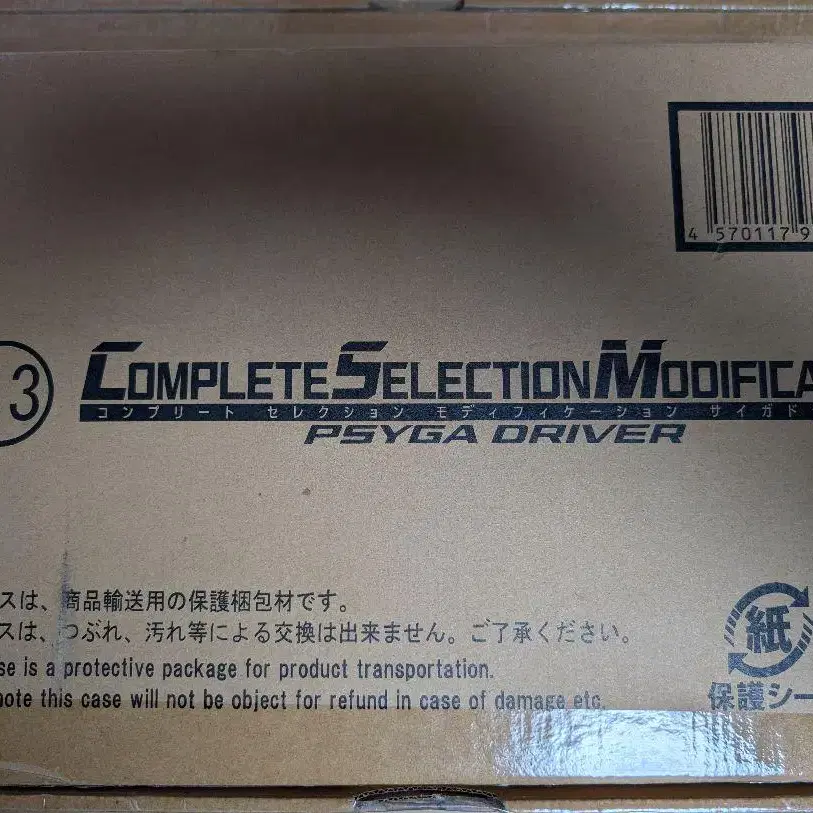 4 570117 9
3
COMPLETE SELECTION MODIFICA
コンプリート セレクション モディフィケーション サイガド
PSYGA DRIVER
スは、商品輸送用の保護梱包材です。
スは、つぶれ、汚れ等による交換は出来ません。ご了承ください。
se is a protective package for product transportation.
note this case will not be object for refund in case of damage etc.
紙
保護シー